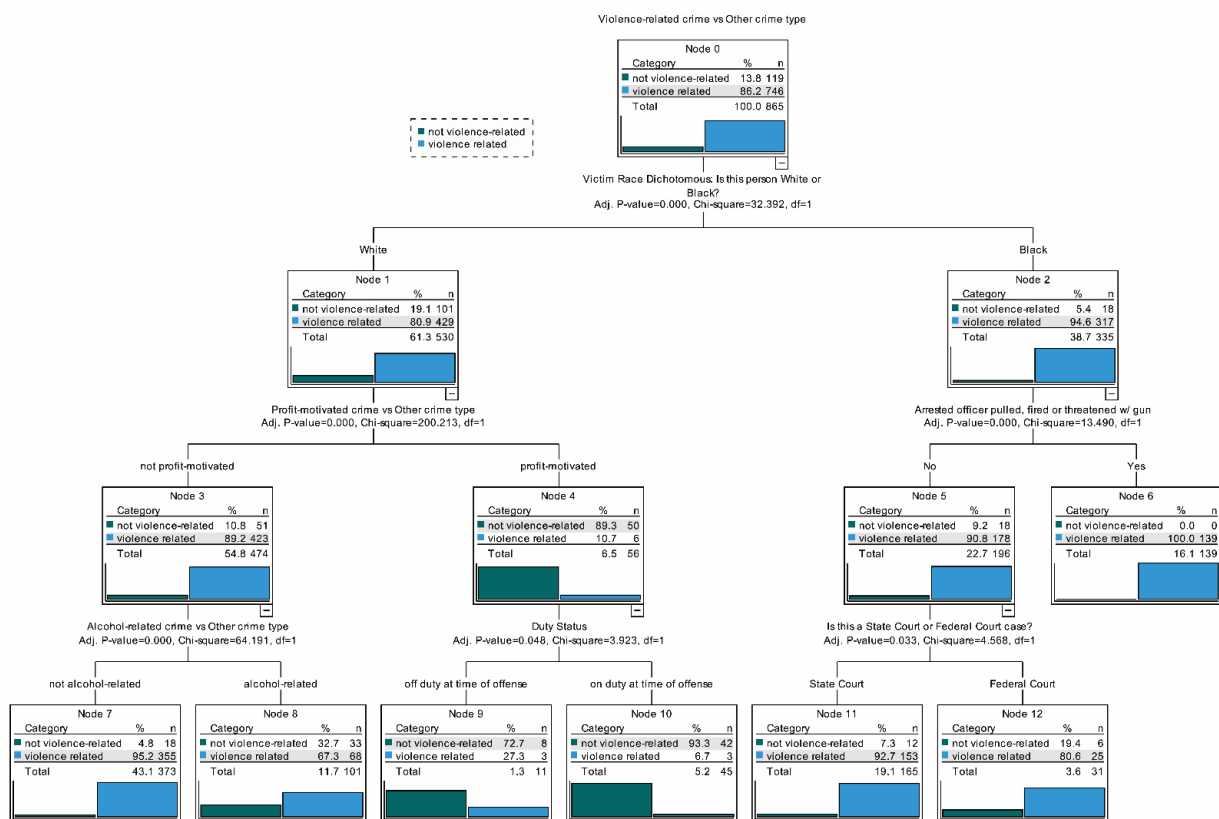 Violence-related crime vs Other crime type
Node 0
Category % n
not violence-related 13.8 119
violence related 86.2 746
Total 100.0 865
not violence-related
violence related
Victim Race Dichotomous: Is this person White or
Black?
Adj. P-value=0.000, Chi-square=32.392, df=1
White
Black
Node 1
Category % n
not violence-related 19.1 101
violence related 80.9 429
Total 61.3 530
Node 2
Category % n
not violence-related 5.4 18
violence related 94.6 317
Total 38.7 335
Profit-motivated crime vs Other crime type
Adj. P-value=0.000, Chi-square=200.213, df=1
Arrested officer pulled, fired or threatened w/ gun
Adj. P-value=0.000, Chi-square=13.490, df=1
not profit-motivated
profit-motivated
No
Yes
Node 3
Category % n
not violence-related 10.8 51
violence related 89.2 423
Total 54.8 474
Node 4
Category % n
not violence-related 89.3 50
violence related 10.7 6
Total 6.5 56
Node 5
Category % n
not violence-related 9.2 18
violence related 90.8 178
Total 22.7 196
Node 6
Category % n
not violence-related 0.0 0
violence related 100.0 139
Total 16.1 139
Alcohol-related crime vs Other crime type
Adj. P-value=0.000, Chi-square=64.191, df=1
Duty Status
Adj. P-value=0.048, Chi-square=3.923, df=1
Is this a State Court or Federal Court case?
Adj. P-value=0.033, Chi-square=4.568, df=1
not alcohol-related
alcohol-related
off duty at time of offense
on duty at time of offense
State Court
Federal Court
Node 7
Category % n
not violence-related 4.8 18
violence related 95.2 355
Total 43.1 373
Node 8
Category % n
not violence-related 32.7 33
violence related 67.3 68
Total 11.7 101
Node 9
Category % n
not violence-related 72.7 8
violence related 27.3 3
Total 1.3 11
Node 10
Category % n
not violence-related 93.3 42
violence related 6.7 3
Total 5.2 45
Node 11
Category % n
not violence-related 7.3 12
violence related 92.7 153
Total 19.1 165
Node 12
Category % n
not violence-related 19.4 6
violence related 80.6 25
Total 3.6 31